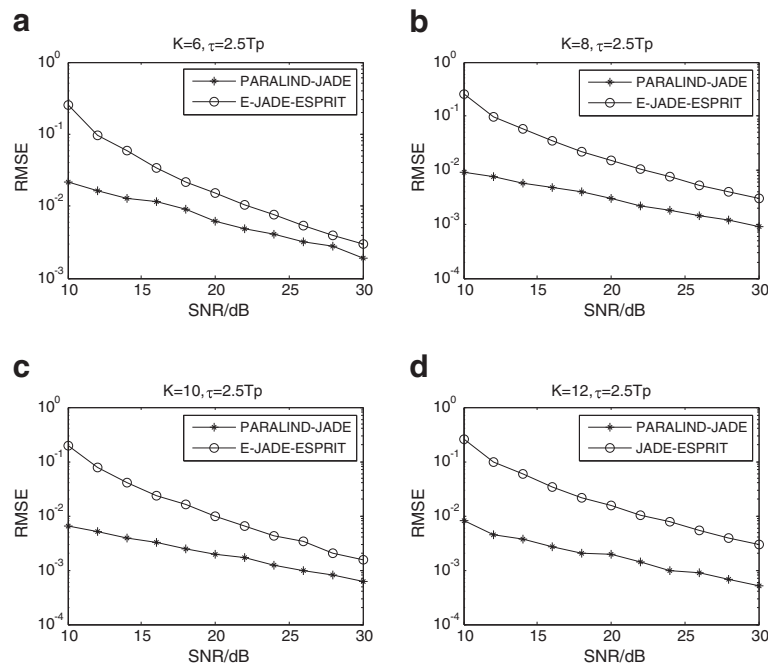 a
K=6, τ=2.5Tp
10^0
10^-1
10^-2
10^-3
RMSE
PARALIND-JADE
E-JADE-ESPRIT
10 15 20 25 30
SNR/dB
b
K=8, τ=2.5Tp
10^0
10^-1
10^-2
10^-3
10^-4
RMSE
PARALIND-JADE
E-JADE-ESPRIT
10 15 20 25 30
SNR/dB
c
K=10, τ=2.5Tp
10^0
10^-1
10^-2
10^-3
10^-4
RMSE
PARALIND-JADE
E-JADE-ESPRIT
10 15 20 25 30
SNR/dB
d
K=12, τ=2.5Tp
10^0
10^-1
10^-2
10^-3
10^-4
RMSE
PARALIND-JADE
JADE-ESPRIT
10 15 20 25 30
SNR/dB